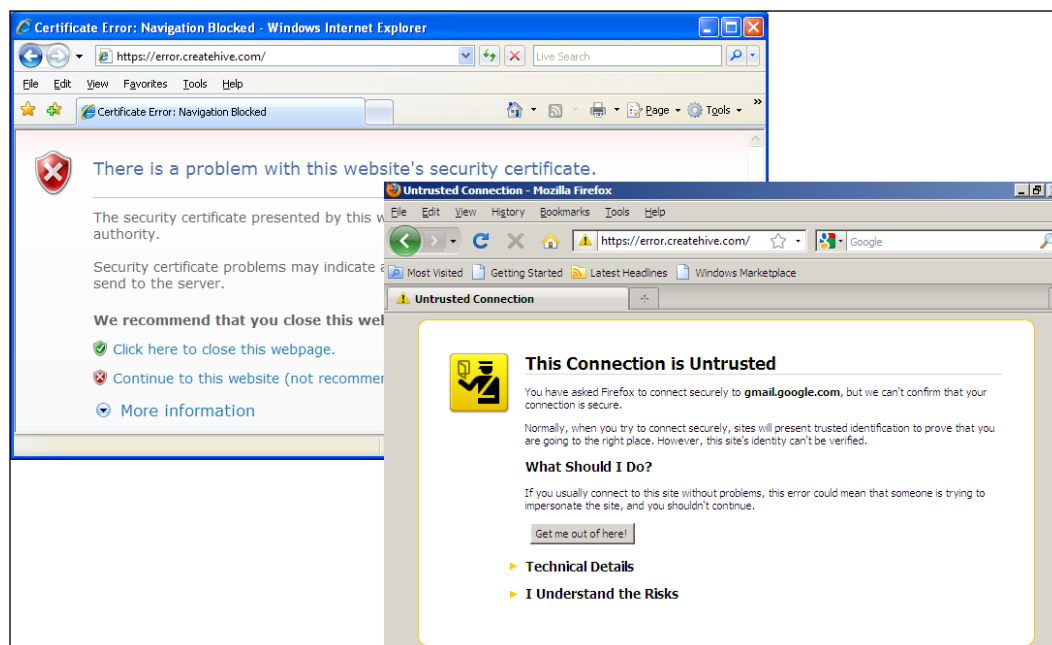 Certificate Error: Navigation Blocked - Windows Internet Explorer
https://error.createhive.com/
Live Search
File Edit View Favorites Tools Help
Certificate Error: Navigation Blocked
Page Tools »
There is a problem with this website's security certificate.
The security certificate presented by this w
authority.
Security certificate problems may indicate a
send to the server.
We recommend that you close this wel
Click here to close this webpage.
Continue to this website (not recommer
More information
Untrusted Connection - Mozilla Firefox
File Edit View History Bookmarks Tools Help
https://error.createhive.com/
Google
Most Visited Getting Started Latest Headlines Windows Marketplace
Untrusted Connection
This Connection is Untrusted
You have asked Firefox to connect securely to gmail.google.com, but we can't confirm that your
connection is secure.
Normally, when you try to connect securely, sites will present trusted identification to prove that you
are going to the right place. However, this site's identity can't be verified.
What Should I Do?
If you usually connect to this site without problems, this error could mean that someone is trying to
impersonate the site, and you shouldn't continue.
Get me out of here!
Technical Details
I Understand the Risks